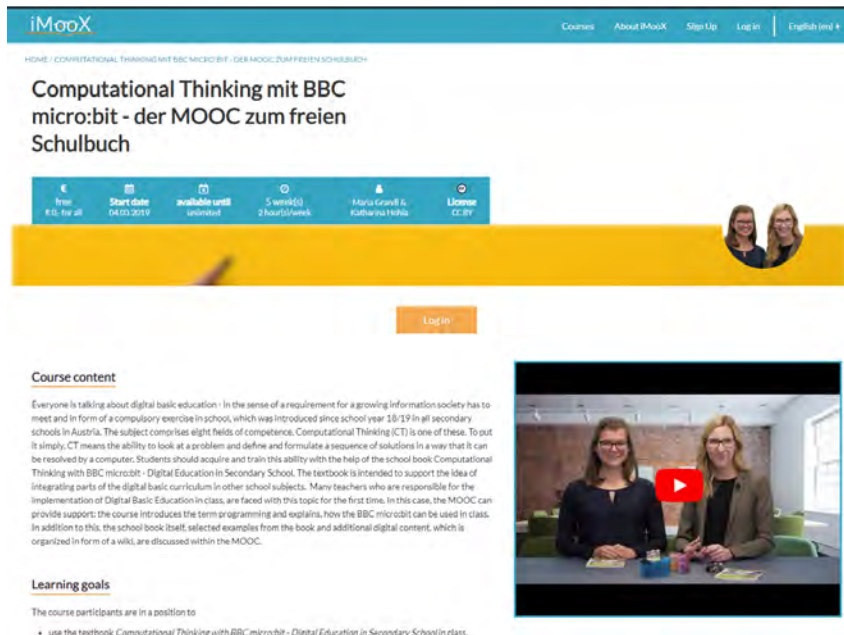 iMooX
Courses About iMooX Sign Up Log in English (en)
HOME / COMPUTATIONAL THINKING MIT BBC MICRO:BIT - DER MOOC ZUM FREIEN SCHULBUCH
Computational Thinking mit BBC
micro:bit - der MOOC zum freien
Schulbuch
€
free
€ 0,- for all
Start date
04.03.2019
available until
unlimited
5 week(s)
2 hour(s)/week
Maria Grandl &
Katharina Hohla
License
CC BY
Log in
Course content
Everyone is talking about digital basic education - in the sense of a requirement for a growing information society has to
meet and in form of a compulsory exercise in school, which was introduced since school year 18/19 in all secondary
schools in Austria. The subject comprises eight fields of competence. Computational Thinking (CT) is one of these. To put
it simply, CT means the ability to look at a problem and define and formulate a sequence of solutions in a way that it can
be resolved by a computer. Students should acquire and train this ability with the help of the school book Computational
Thinking with BBC micro:bit - Digital Education in Secondary School. The textbook is intended to support the idea of
integrating parts of the digital basic curriculum in other school subjects. Many teachers who are responsible for the
implementation of Digital Basic Education in class, are faced with this topic for the first time. In this case, the MOOC can
provide support: the course introduces the term programming and explains, how the BBC micro:bit can be used in class.
In addition to this, the school book itself, selected examples from the book and additional digital content, which is
organized in form of a wiki, are discussed within the MOOC.
Learning goals
The course participants are in a position to
• use the textbook Computational Thinking with BBC micro:bit - Digital Education in Secondary School in class.